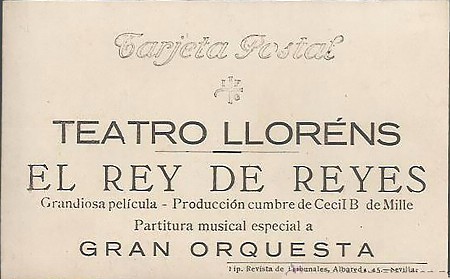 Tarjeta Postal
TEATRO LLORÉNS
EL REY DE REYES
Grandiosa película - Producción cumbre de Cecil B de Mille
Partitura musical especial a
GRAN ORQUESTA
Tip. Revista de Tribunales, Albareda, 15.-Sevilla.